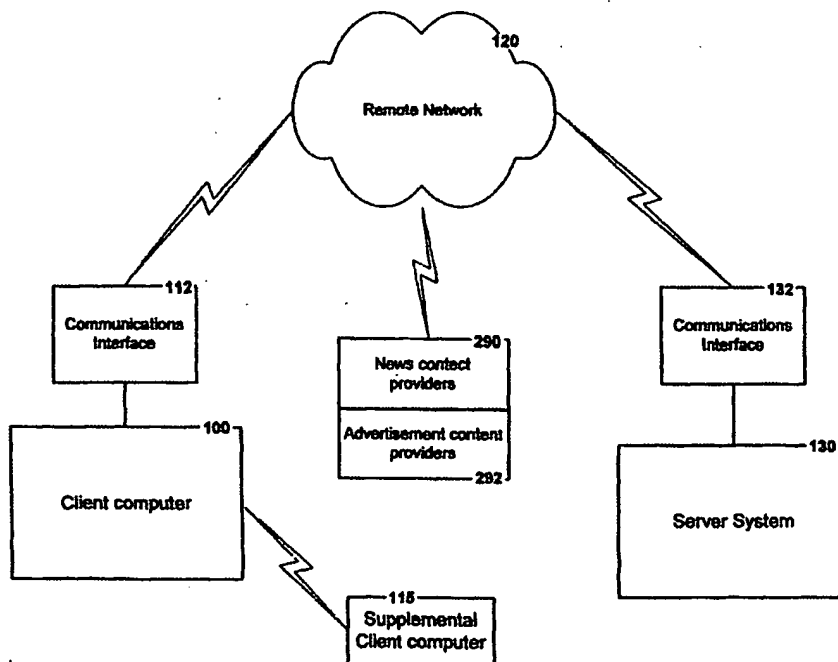 120
Remote Network
112
Communications
Interface
132
Communications
Interface
290
News contect
providers
Advertisement content
providers
292
100
Client computer
130
Server System
115
Supplemental
Client computer